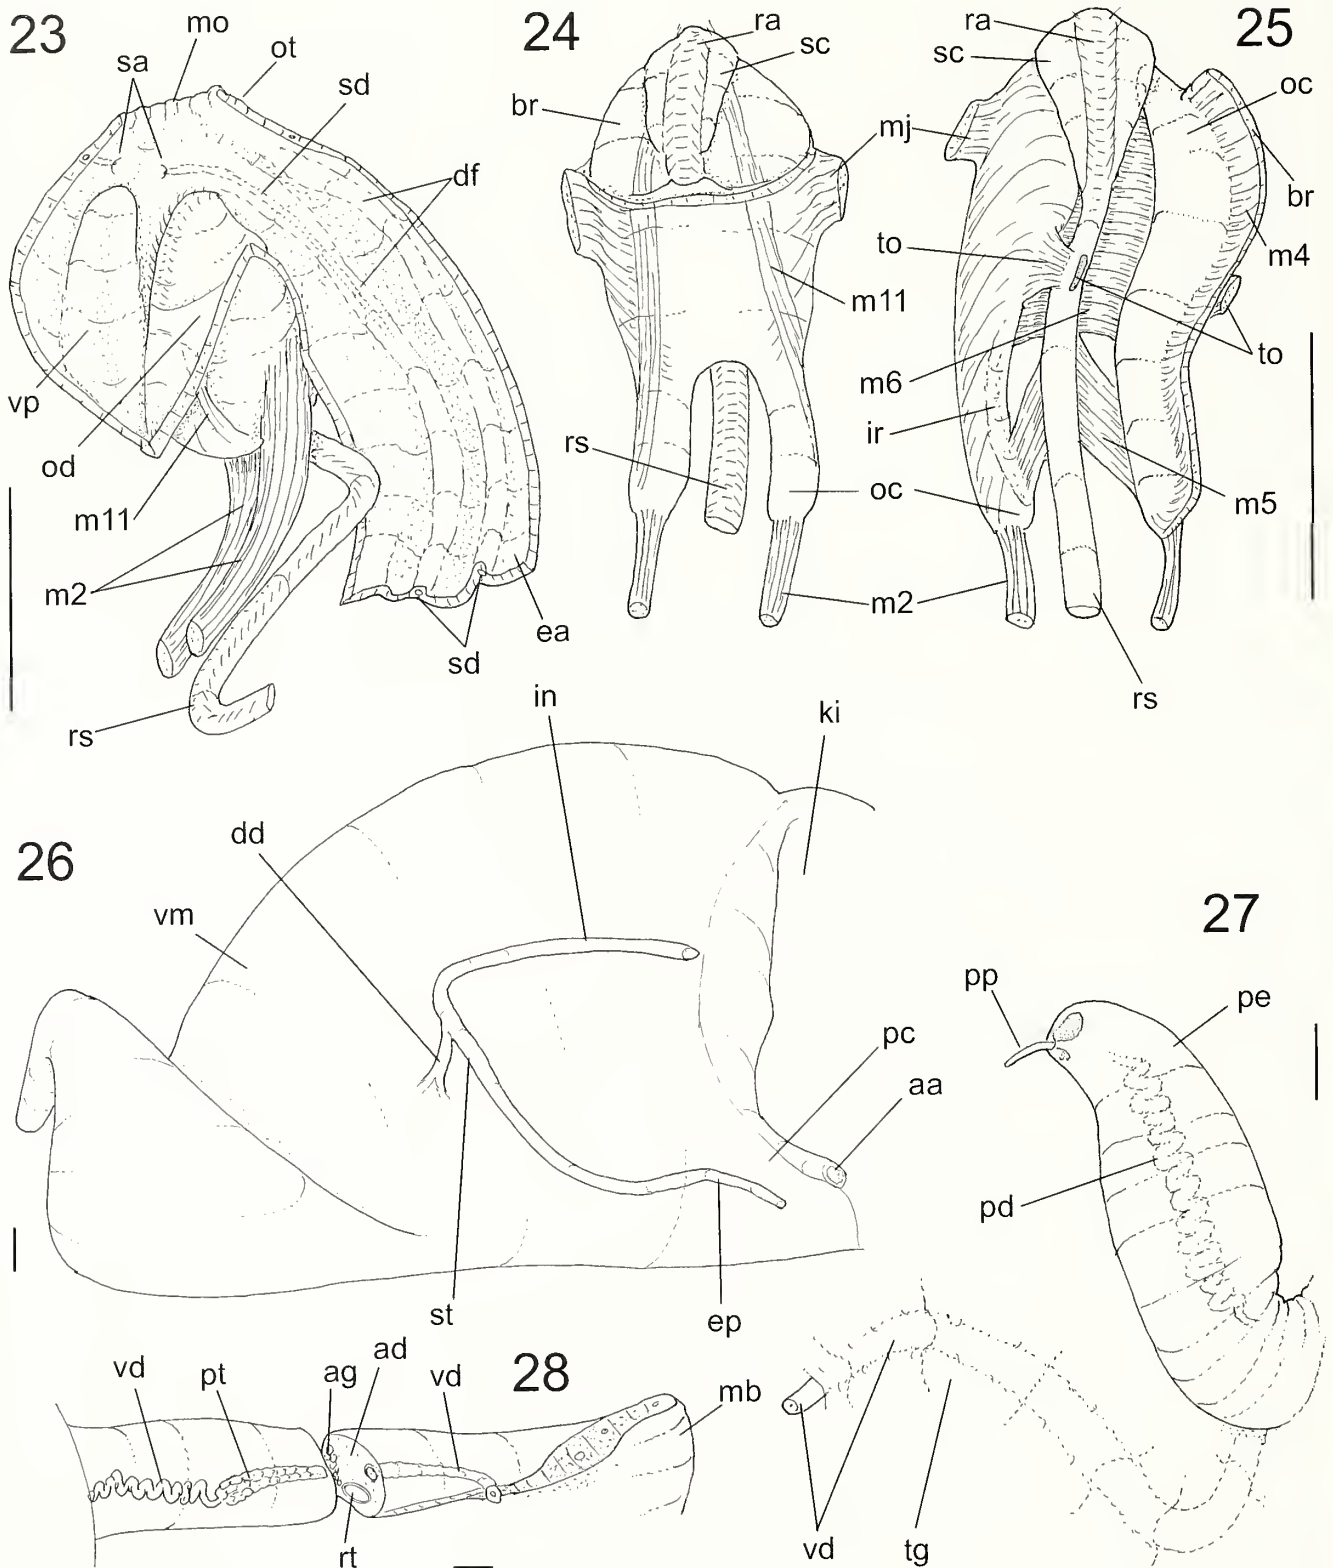 23
mo
ot
sa
sd
df
vp
od
m11
m2
rs
sd
ea
24
ra
sc
br
mj
m11
rs
oc
m2
25
ra
sc
oc
br
m4
to
to
m6
ir
m5
rs
26
in
ki
dd
vm
pc
aa
st
ep
27
pp
pe
pd
vd
tg
28
vd
pt
ag
ad
vd
mb
rt